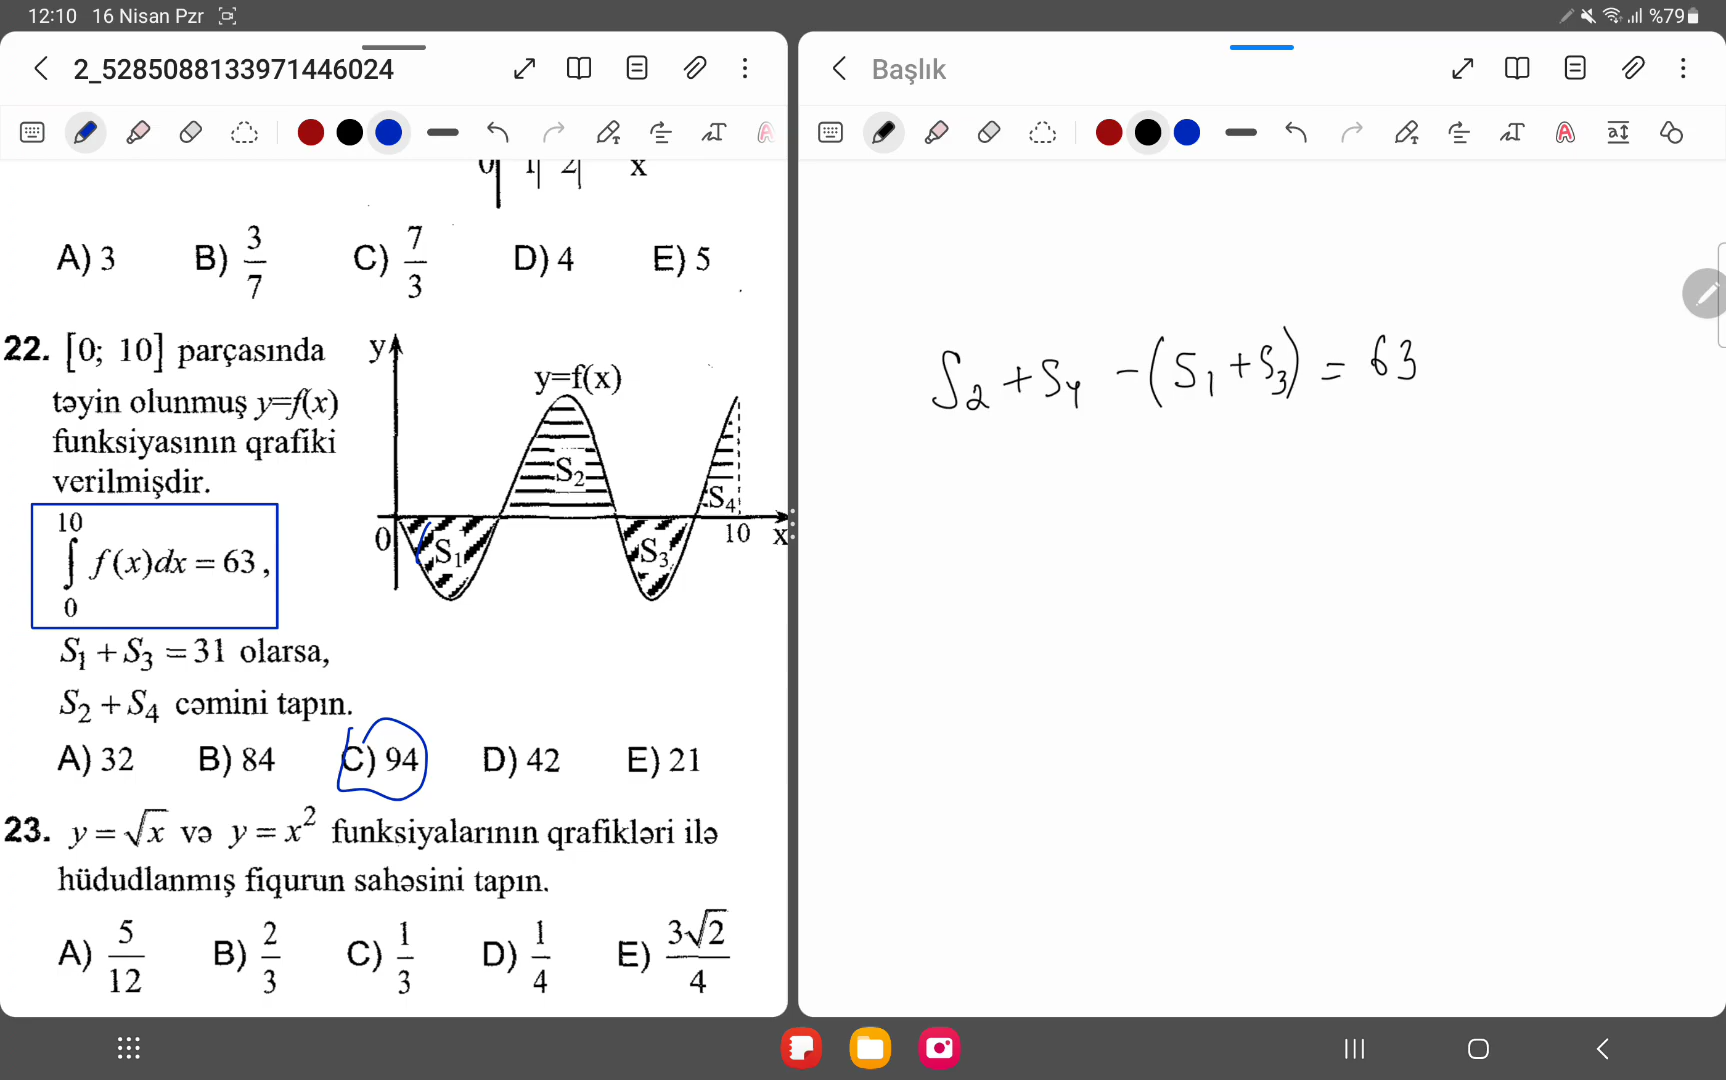 12:10 16 Nisan Pzr %79
2_5285088133971446024
0 1 2 x
A) 3 B) 3/7 C) 7/3 D) 4 E) 5
22. [0; 10] parçasında
təyin olunmuş y=f(x)
funksiyasının qrafiki
verilmişdir.
∫₀¹⁰ f(x)dx = 63,
S₁ + S₃ = 31 olarsa,
S₂ + S₄ cəmini tapın.
y
y=f(x)
S₂
S₄
0 10 x
S₁ S₃
A) 32 B) 84 C) 94 D) 42 E) 21
23. y = √x və y = x² funksiyalarının qrafikləri ilə
hüdudlanmış fiqurun sahəsini tapın.
A) 5/12 B) 2/3 C) 1/3 D) 1/4 E) 3√2/4
Başlık
S₂ + S₄ - (S₁ + S₃) = 63